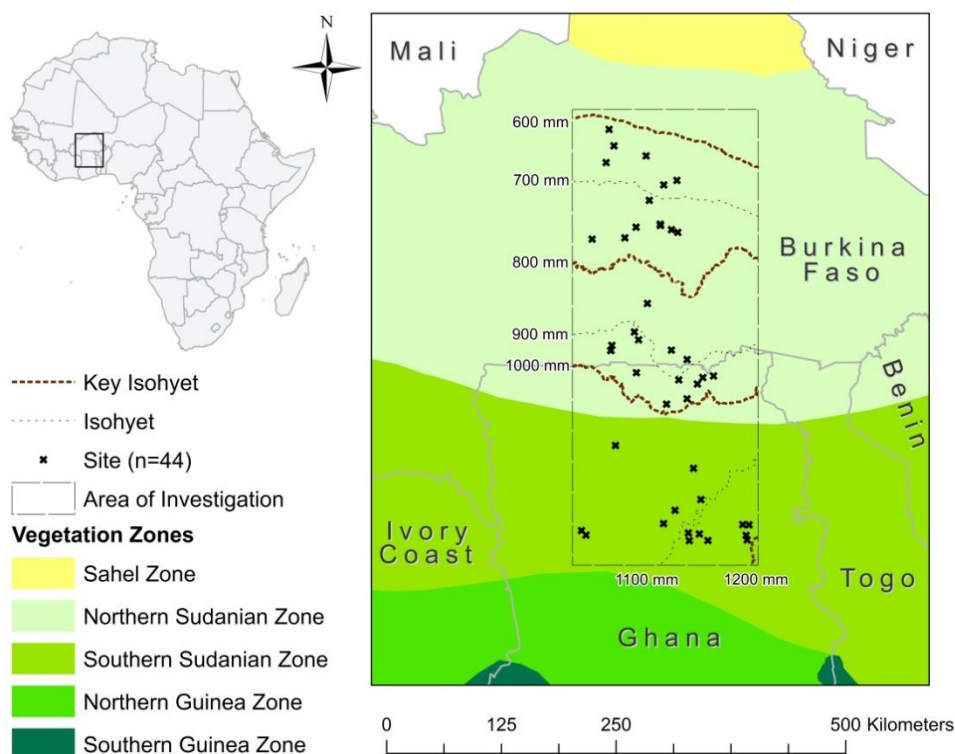 N
Mali
Niger
600 mm
700 mm
Burkina
Faso
800 mm
900 mm
1000 mm
Benin
Key Isohyet
Isohyet
Site (n=44)
Area of Investigation
Vegetation Zones
Sahel Zone
Northern Sudanian Zone
Southern Sudanian Zone
Northern Guinea Zone
Southern Guinea Zone
Ivory
Coast
1100 mm
1200 mm
Togo
Ghana
0 125 250 500 Kilometers